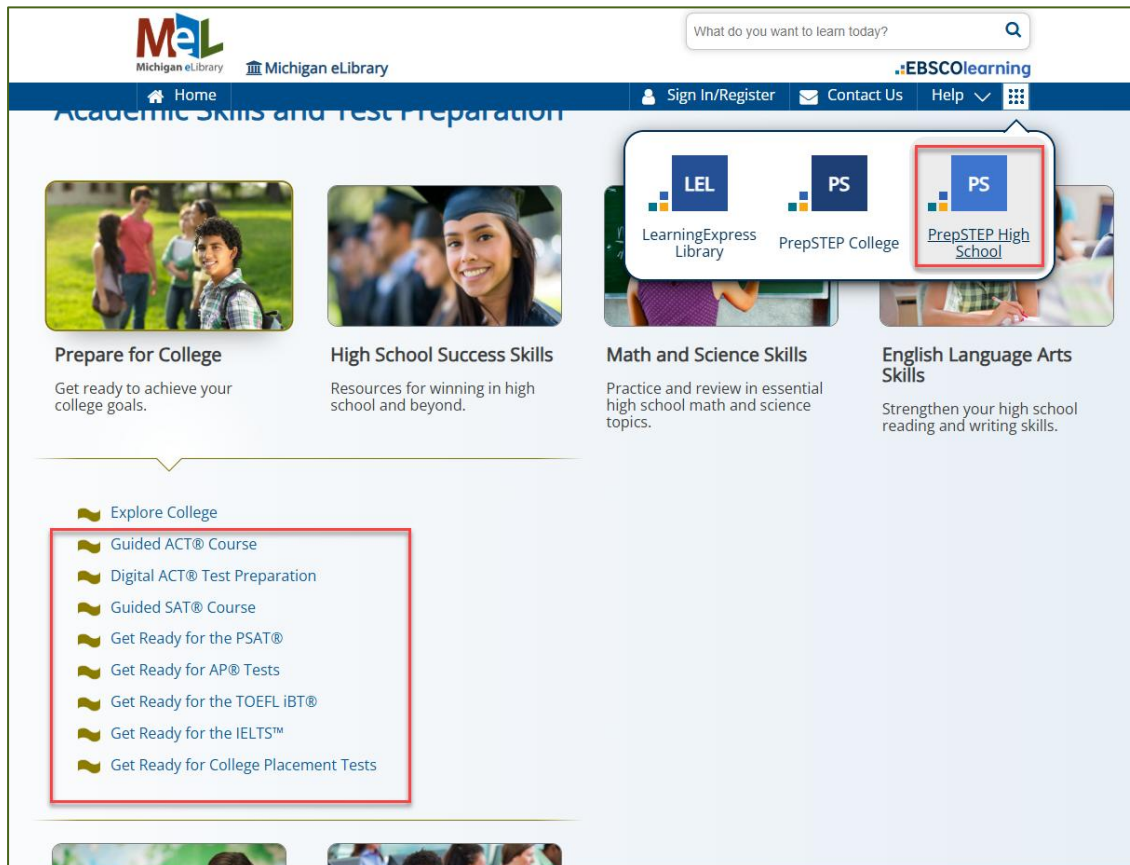 MeL
Michigan eLibrary
Michigan eLibrary
What do you want to learn today?
EBSCOlearning
Home
Sign In/Register
Contact Us
Help
Academic Skills and Test Preparation
LEL
LearningExpress
Library
PS
PrepSTEP College
PS
PrepSTEP High
School
Prepare for College
Get ready to achieve your
college goals.
High School Success Skills
Resources for winning in high
school and beyond.
Math and Science Skills
Practice and review in essential
high school math and science
topics.
English Language Arts
Skills
Strengthen your high school
reading and writing skills.
Explore College
Guided ACT® Course
Digital ACT® Test Preparation
Guided SAT® Course
Get Ready for the PSAT®
Get Ready for AP® Tests
Get Ready for the TOEFL iBT®
Get Ready for the IELTS™
Get Ready for College Placement Tests